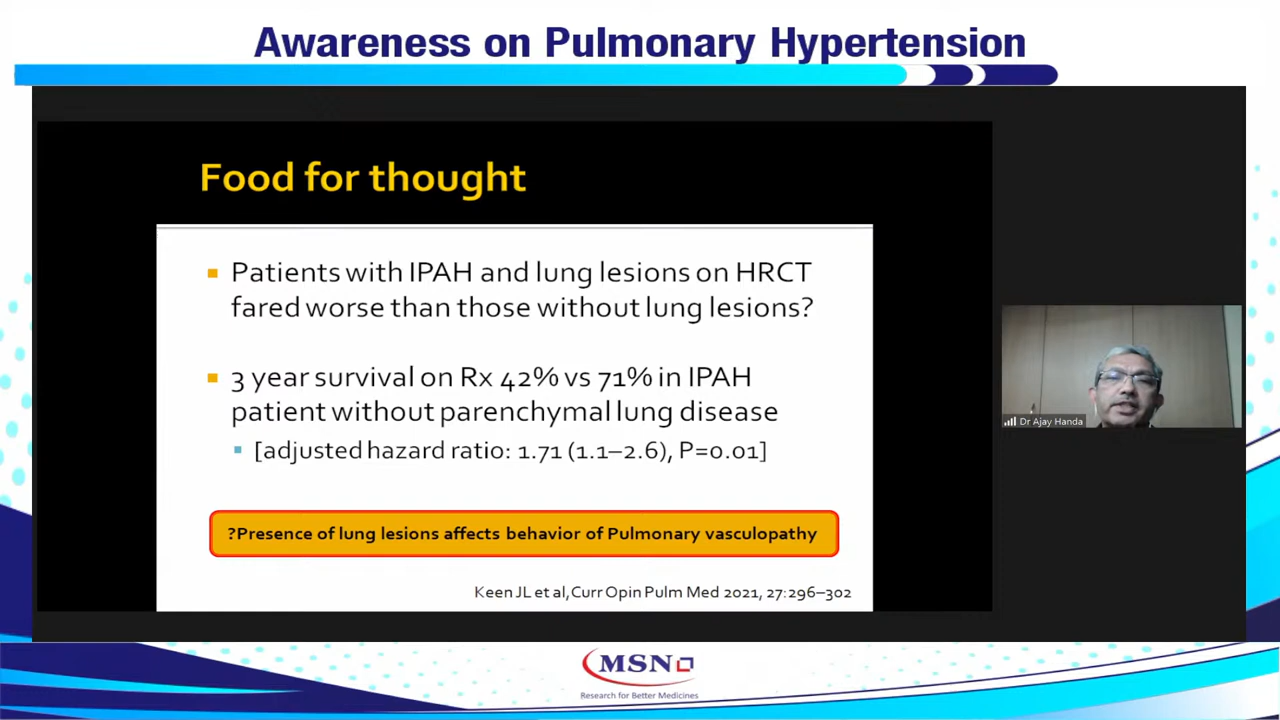 Awareness on Pulmonary Hypertension
Food for thought
Patients with IPAH and lung lesions on HRCT
fared worse than those without lung lesions?
3 year survival on Rx 42% vs 71% in IPAH
patient without parenchymal lung disease
[adjusted hazard ratio: 1.71 (1.1–2.6), P=0.01]
?Presence of lung lesions affects behavior of Pulmonary vasculopathy
Keen JL et al,Curr Opin Pulm Med 2021, 27:296–302
Dr Ajay Handa
MSN
Research for Better Medicines